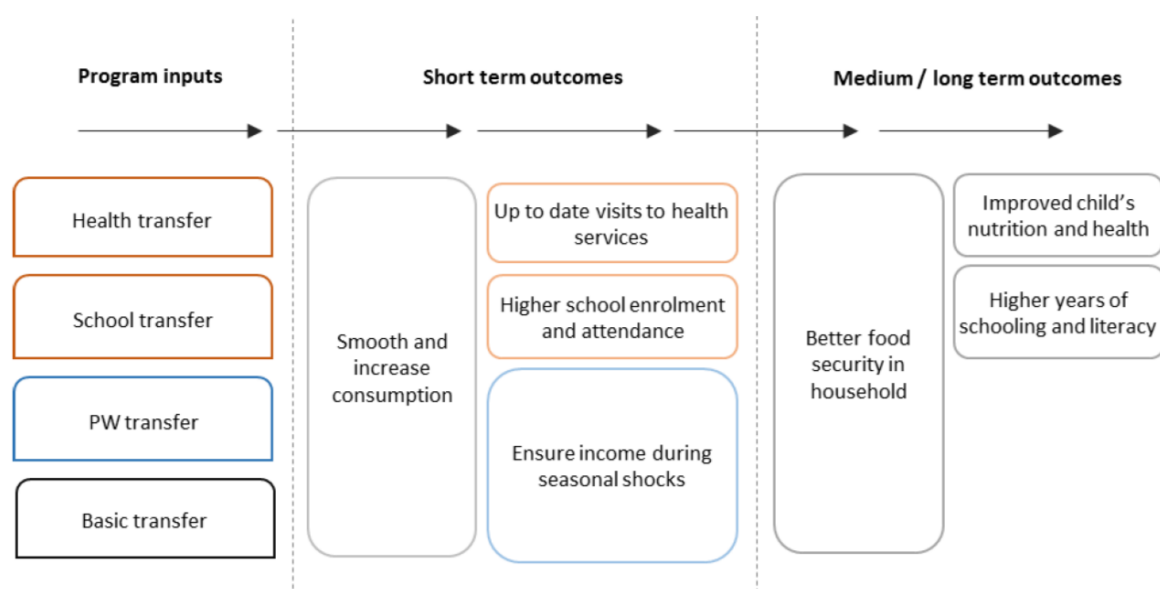 Program inputs
Short term outcomes
Medium / long term outcomes
Health transfer
School transfer
PW transfer
Basic transfer
Smooth and
increase
consumption
Up to date visits to health
services
Higher school enrolment
and attendance
Ensure income during
seasonal shocks
Better food
security in
household
Improved child's
nutrition and health
Higher years of
schooling and literacy